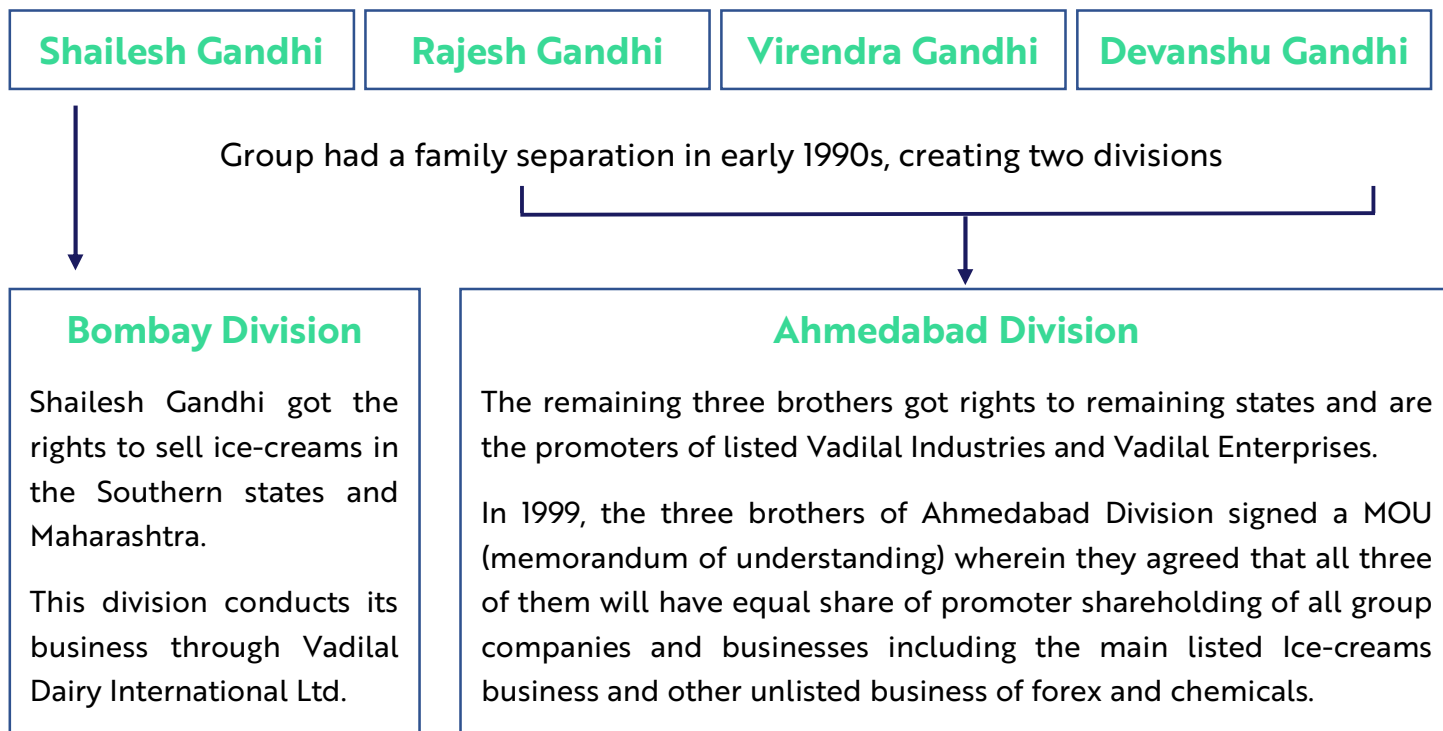 Shailesh Gandhi
Rajesh Gandhi
Virendra Gandhi
Devanshu Gandhi
Group had a family separation in early 1990s, creating two divisions
Bombay Division
Shailesh Gandhi got the
rights to sell ice-creams in
the Southern states and
Maharashtra.
This division conducts its
business through Vadilal
Dairy International Ltd.
Ahmedabad Division
The remaining three brothers got rights to remaining states and are
the promoters of listed Vadilal Industries and Vadilal Enterprises.
In 1999, the three brothers of Ahmedabad Division signed a MOU
(memorandum of understanding) wherein they agreed that all three
of them will have equal share of promoter shareholding of all group
companies and businesses including the main listed Ice-creams
business and other unlisted business of forex and chemicals.